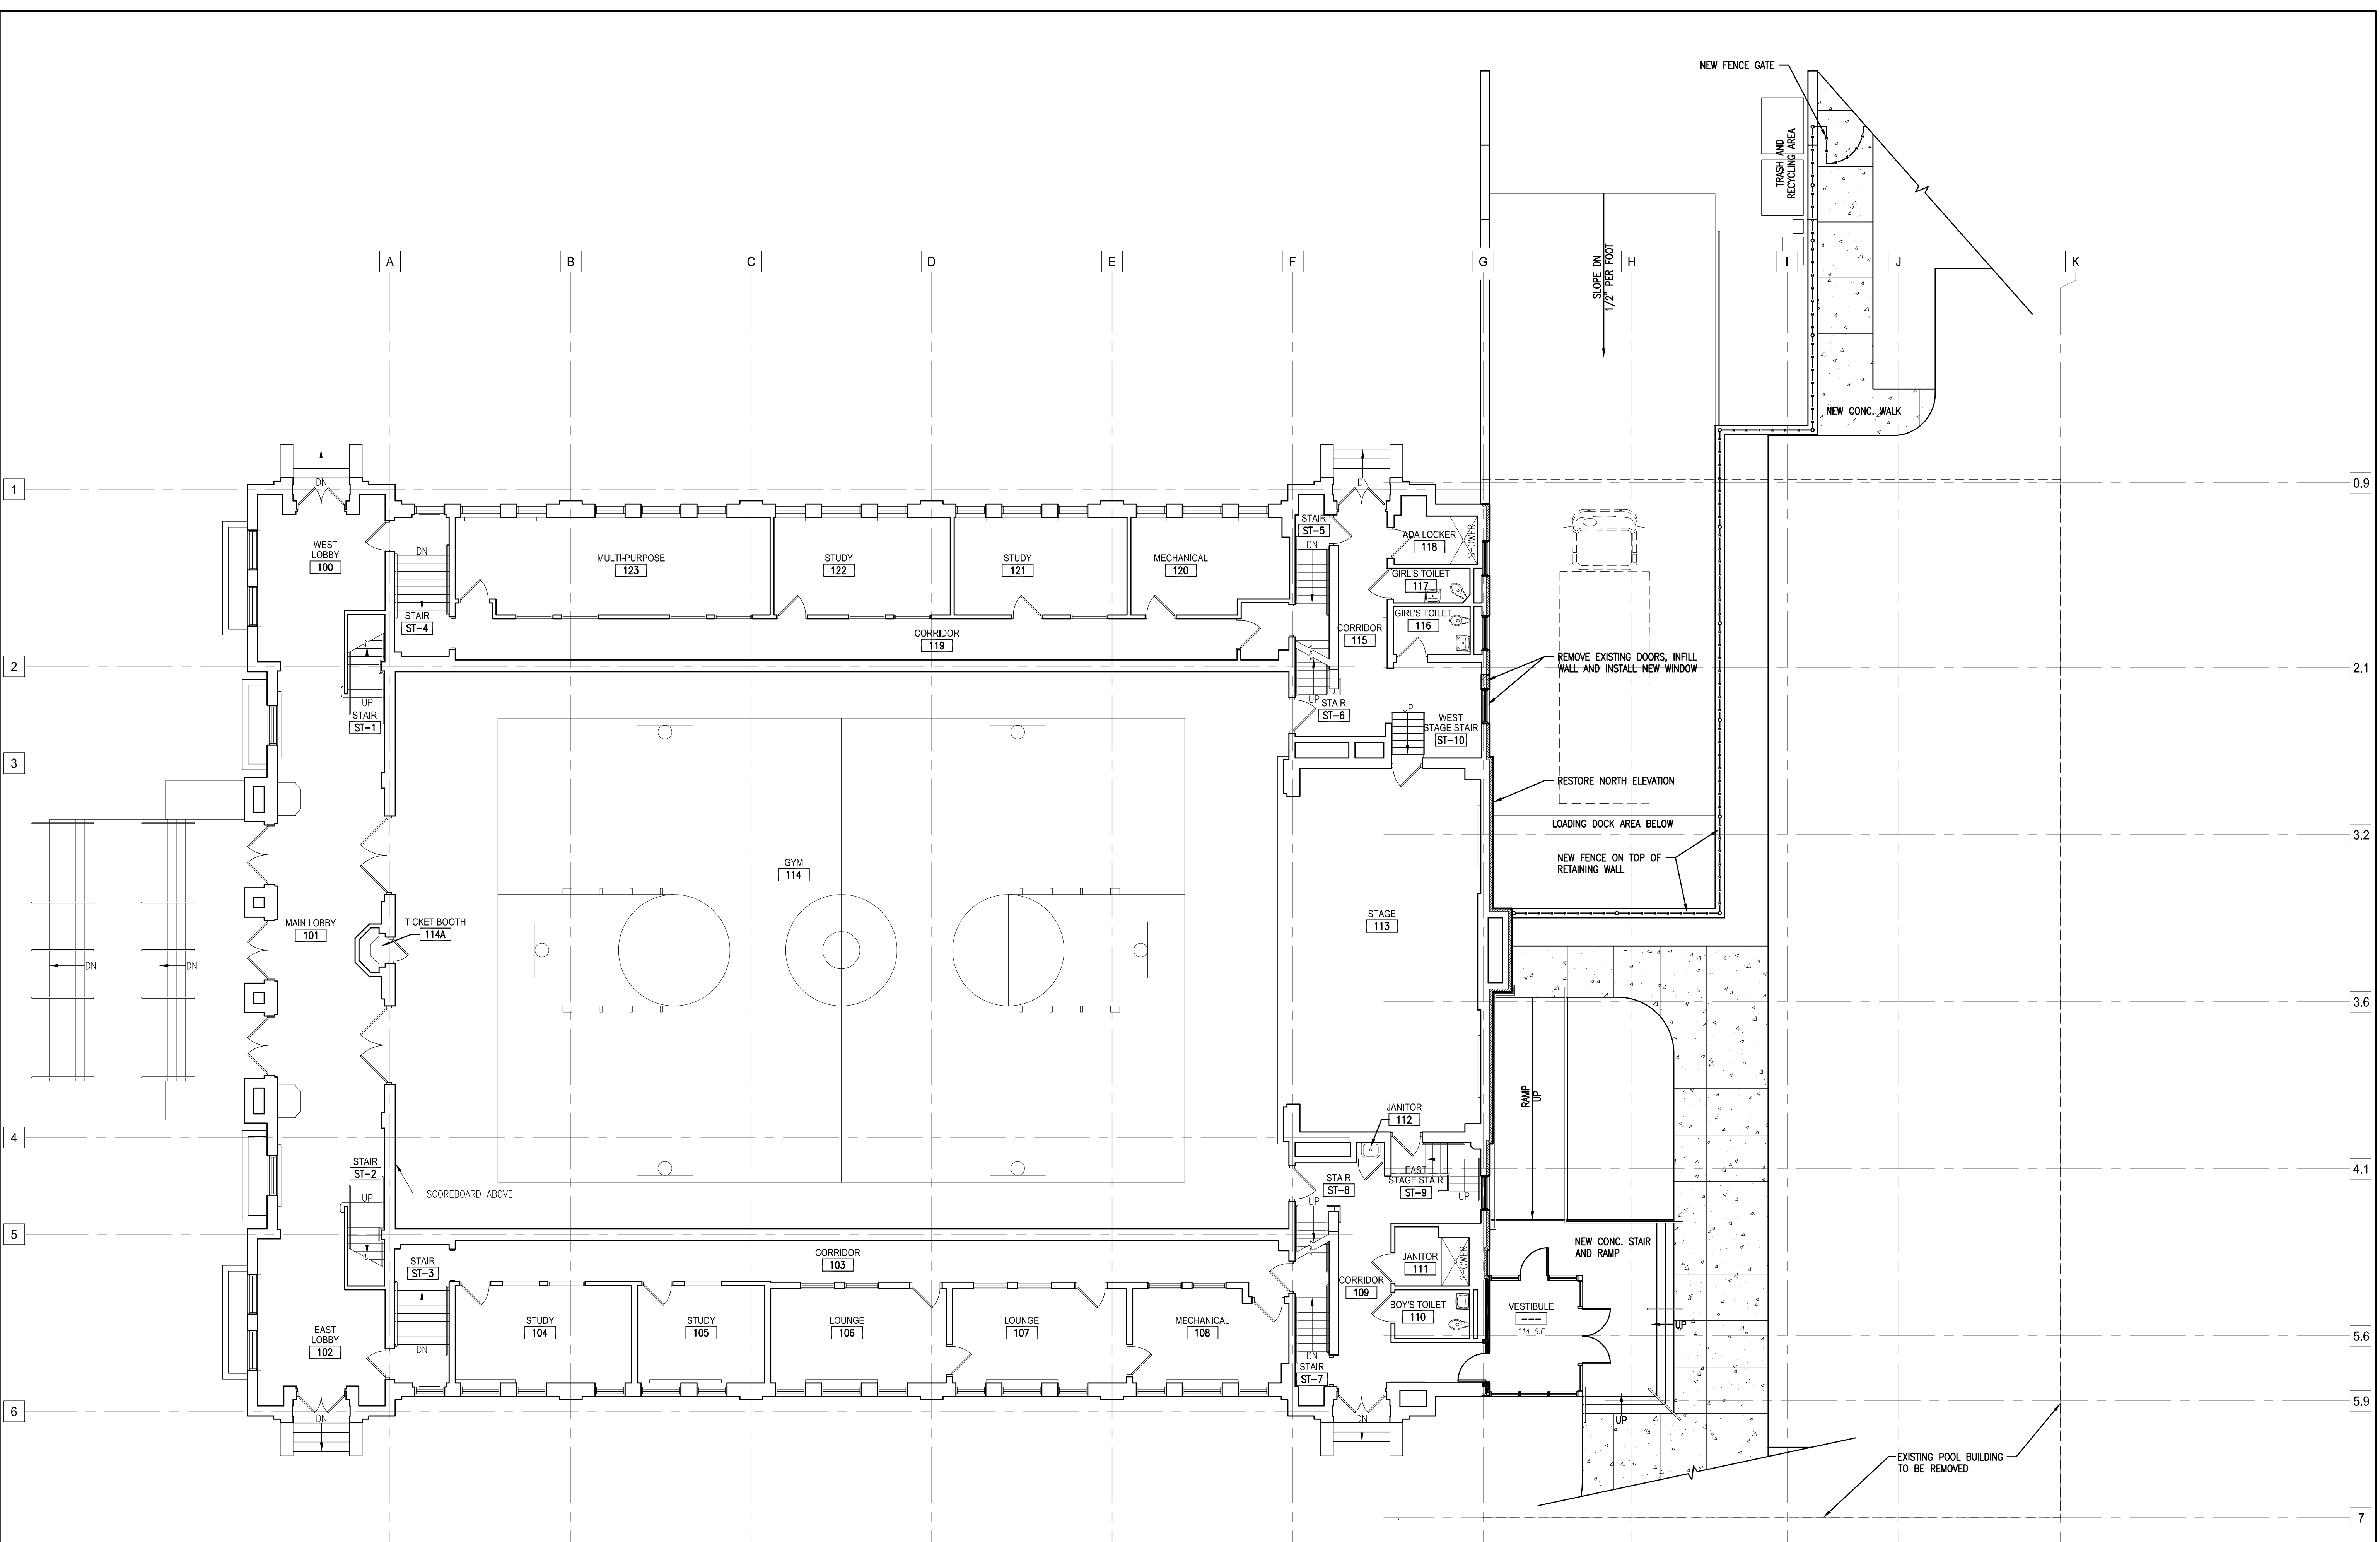 NEW FENCE GATE
TRASH AND
RECYCLING AREA
A
B
C
D
E
F
G
H
I
J
K
SLOPE DN
1/2" PER FOOT
NEW CONC. WALK
1
0.9
DN
DN
WEST
LOBBY
100
DN
STAIR
ST-4
MULTI-PURPOSE
123
STUDY
122
STUDY
121
MECHANICAL
120
STAIR
ST-5
DN
ADA LOCKER
118
SHOWER
GIRL'S TOILET
117
GIRL'S TOILET
116
CORRIDOR
119
CORRIDOR
115
2
2.1
REMOVE EXISTING DOORS, INFILL
WALL AND INSTALL NEW WINDOW
UP
STAIR
ST-1
UP
STAIR
ST-6
UP
WEST
STAGE STAIR
ST-10
3
RESTORE NORTH ELEVATION
LOADING DOCK AREA BELOW
3.2
NEW FENCE ON TOP OF
RETAINING WALL
GYM
114
MAIN LOBBY
101
TICKET BOOTH
114A
STAGE
113
DN
DN
3.6
RAMP
UP
JANITOR
112
4
4.1
STAIR
ST-2
UP
SCOREBOARD ABOVE
STAIR
ST-8
UP
EAST
STAGE STAIR
ST-9
UP
5
NEW CONC. STAIR
AND RAMP
CORRIDOR
103
STAIR
ST-3
DN
JANITOR
111
SHOWER
CORRIDOR
109
BOY'S TOILET
110
VESTIBULE
---
114 S.F.
UP
EAST
LOBBY
102
STUDY
104
STUDY
105
LOUNGE
106
LOUNGE
107
MECHANICAL
108
DN
STAIR
ST-7
5.6
6
5.9
DN
DN
UP
EXISTING POOL BUILDING
TO BE REMOVED
7